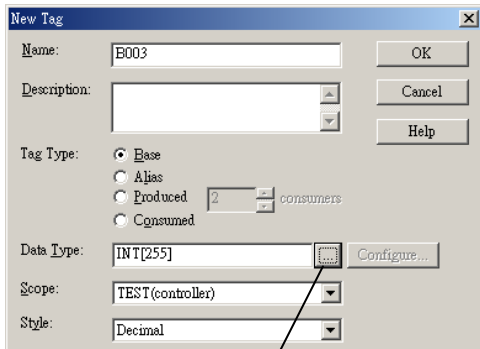 New Tag
Name: B003 OK
Description: Cancel
Help
Tag Type: Base
Alias
Produced 2 consumers
Consumed
Data Type: INT[255] ... Configure...
Scope: TEST(controller)
Style: Decimal